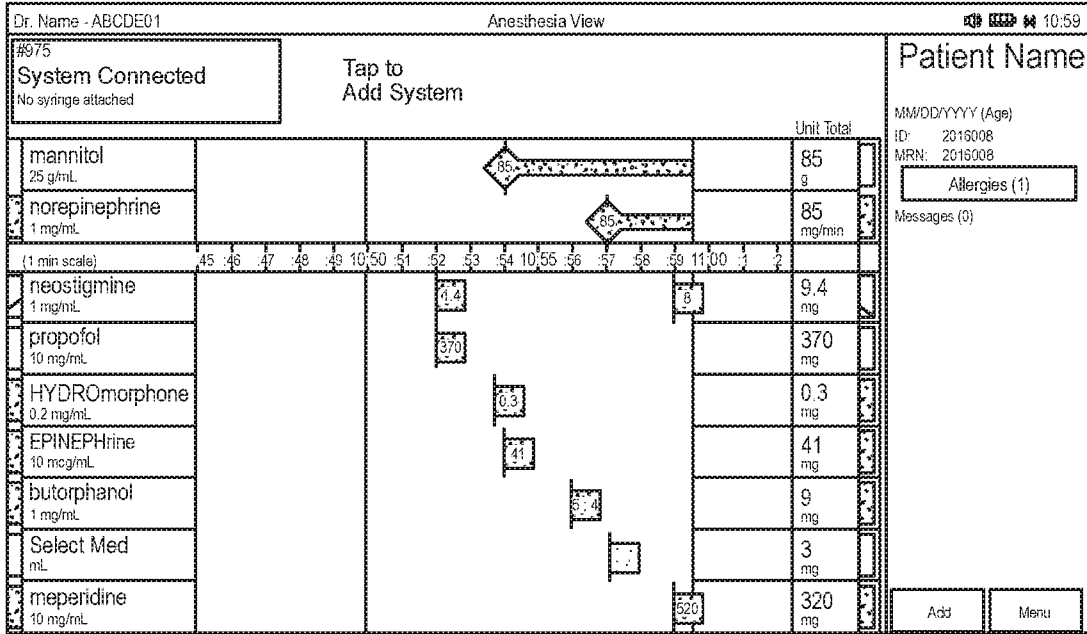 Dr. Name - ABCDE01 Anesthesia View 10:59
#975
System Connected
No syringe attached
Tap to
Add System
Patient Name
MM/DD/YYYY (Age)
ID: 2016008
MRN: 2016008
Allergies (1)
Messages (0)
Unit Total
mannitol 85 85
25 g/mL g
norepinephrine 85 85
1 mg/mL mg/min
(1 min scale) :45 :46 :47 :48 :49 10:50 :51 :52 :53 :54 10:55 :56 :57 :58 :59 11:00 :1 :2
neostigmine 8 9.4
1 mg/mL mg
propofol 370 370
10 mg/mL mg
HYDROmorphone 0.3 0.3
0.2 mg/mL mg
EPINEPHrine 41 41
10 mcg/mL mg
butorphanol 9
1 mg/mL mg
Select Med 3
mL mg
meperidine 520 320
10 mg/mL mg
Add Menu